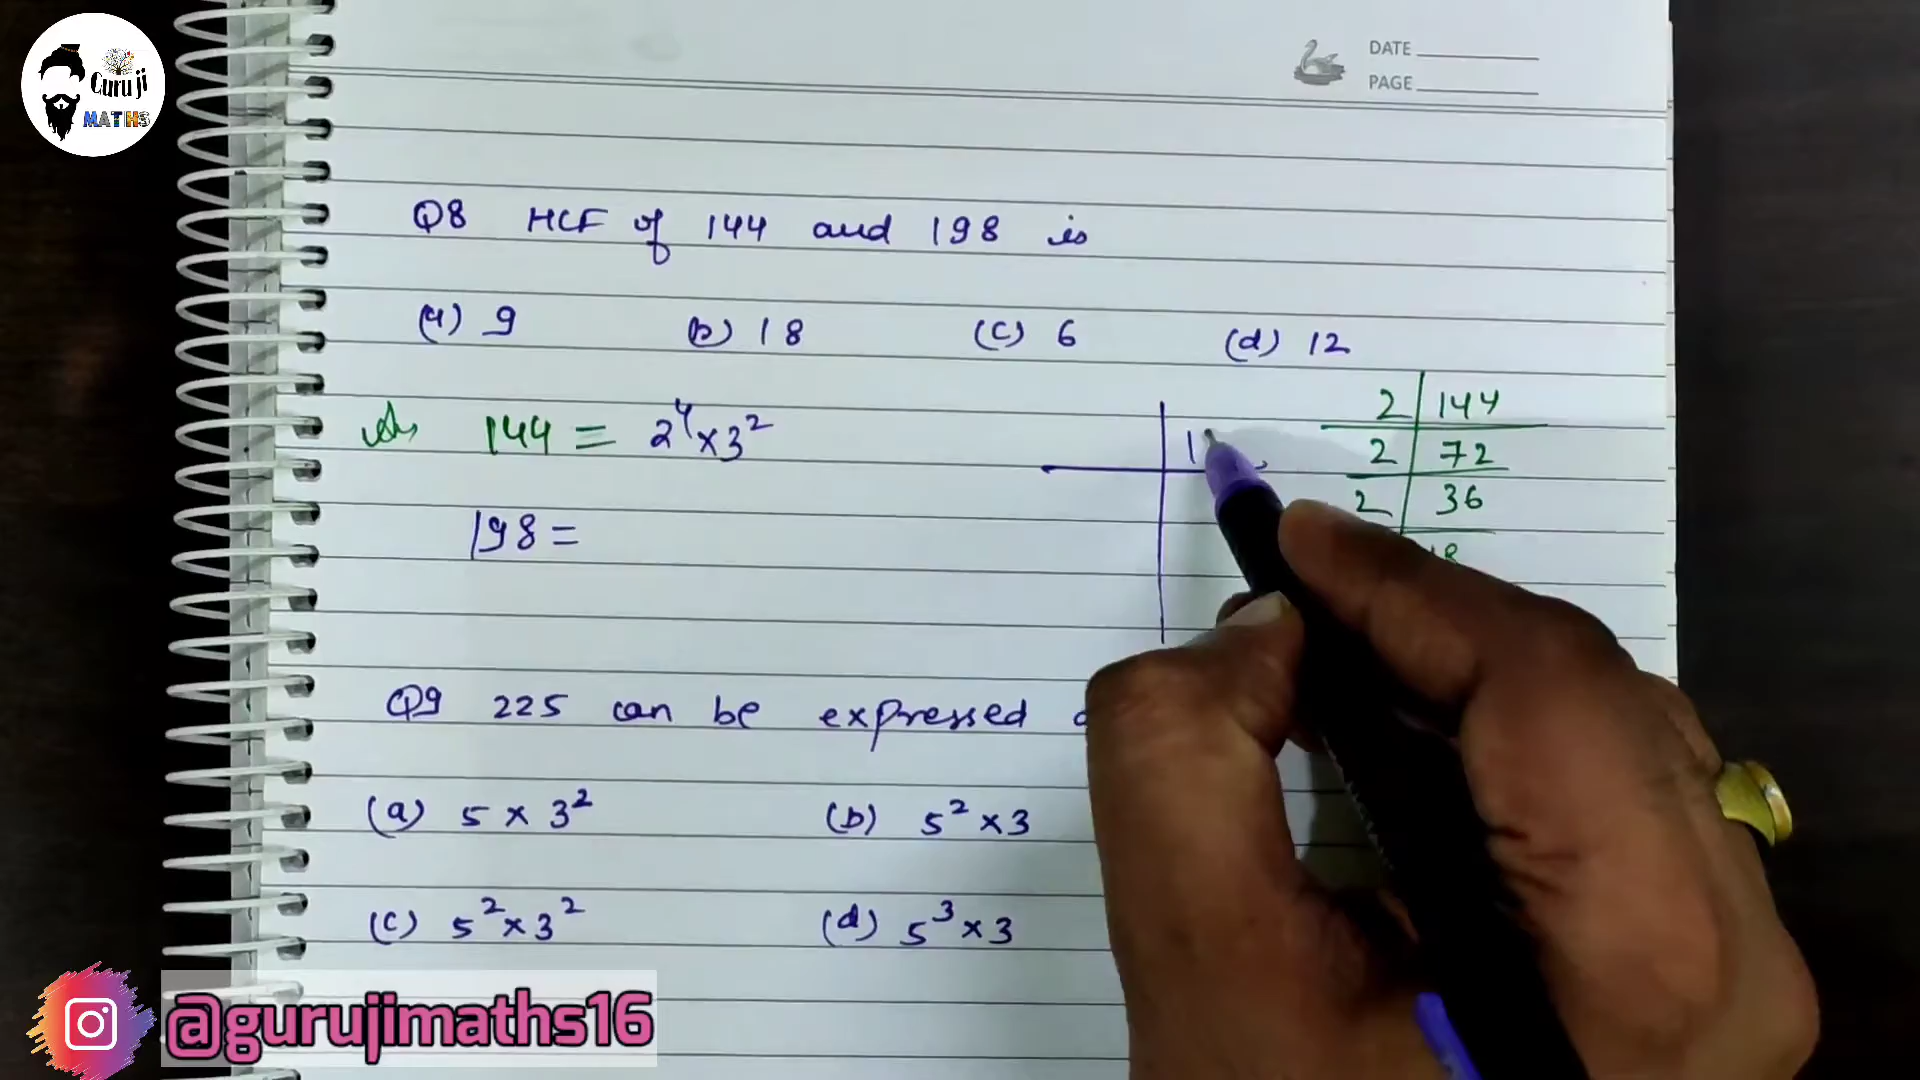 Guru ji
MATHS
DATE
PAGE
Q8 HCF of 144 and 198 is
(a) 9 (b) 18 (c) 6 (d) 12
144 = 2⁴×3²
2 | 144
2 | 72
2 | 36
18
198 =
Q9 225 can be expressed
(a) 5 × 3² (b) 5² × 3
(c) 5² × 3² (d) 5³ × 3
@gurujimaths16